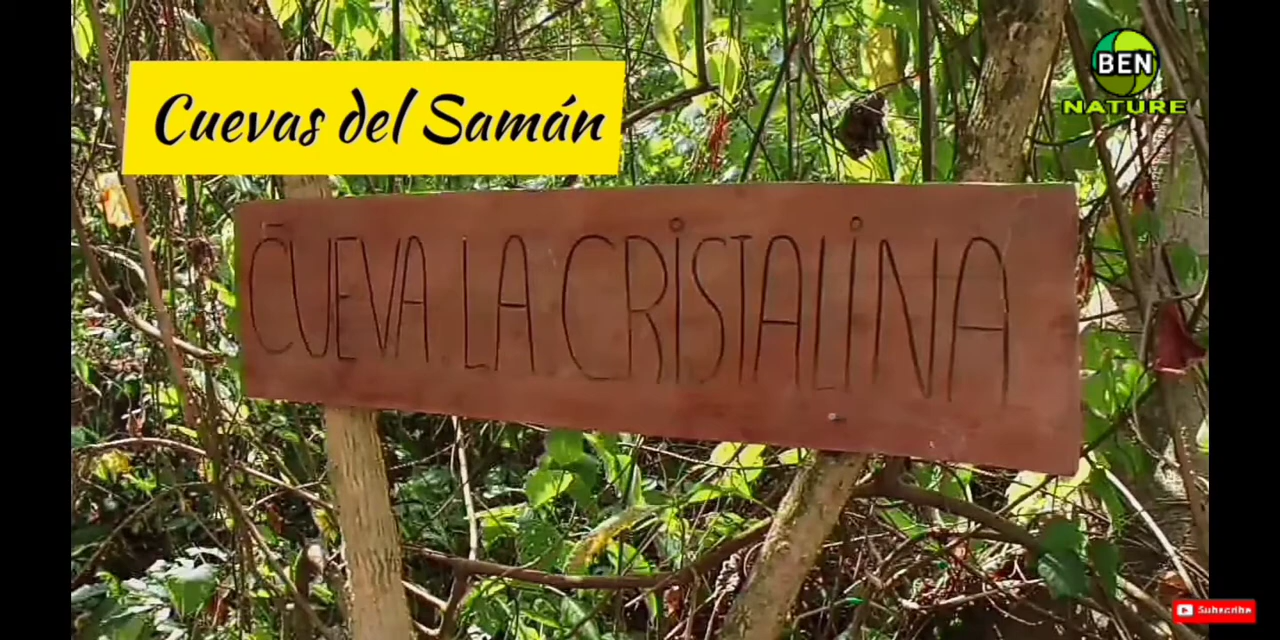 Cuevas del Samán
BEN
NATURE
CUEVA LA CRiSTALiNA
Subscribe